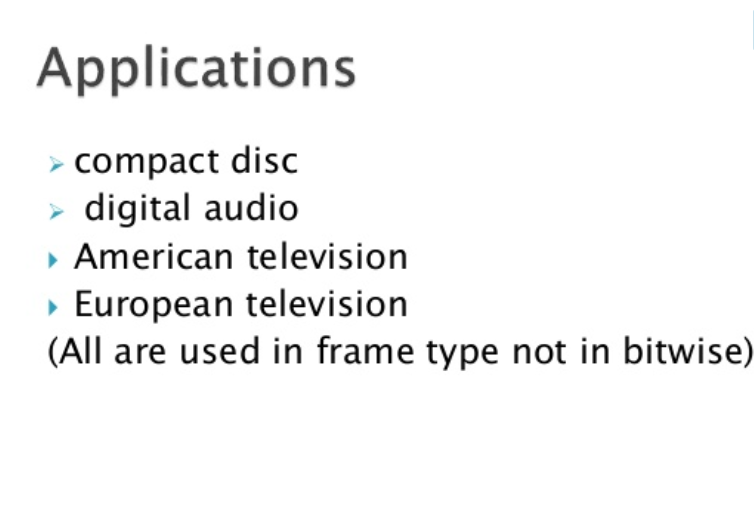 Applications
compact disc
digital audio
American television
European television
(All are used in frame type not in bitwise)